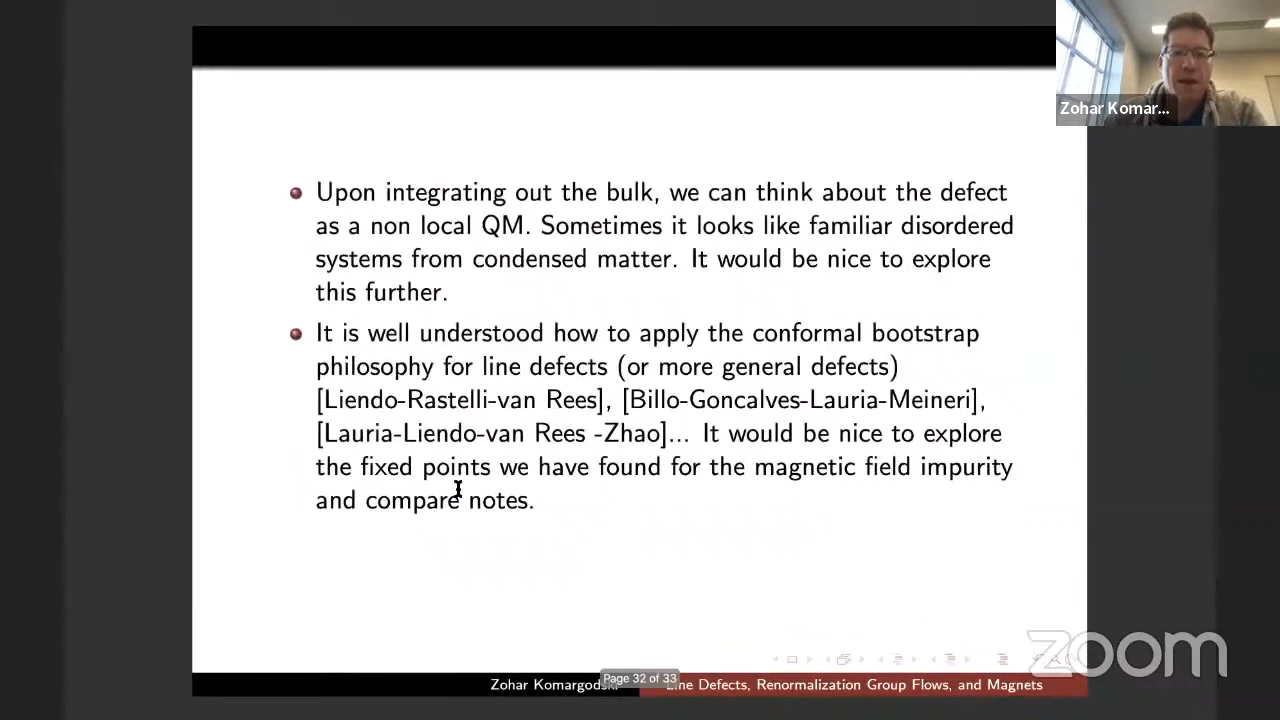 Zohar Komar...
Upon integrating out the bulk, we can think about the defect
as a non local QM. Sometimes it looks like familiar disordered
systems from condensed matter. It would be nice to explore
this further.
It is well understood how to apply the conformal bootstrap
philosophy for line defects (or more general defects)
[Liendo-Rastelli-van Rees], [Billo-Goncalves-Lauria-Meineri],
[Lauria-Liendo-van Rees -Zhao]... It would be nice to explore
the fixed points we have found for the magnetic field impurity
and compare notes.
zoom
Page 32 of 33
Zohar Komargodski
Line Defects, Renormalization Group Flows, and Magnets